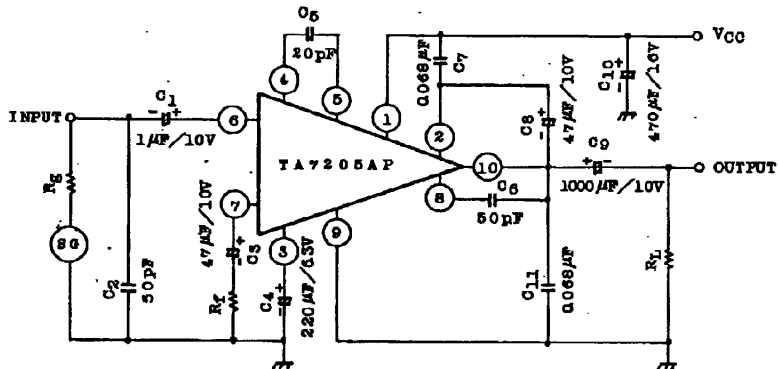 C5
20pF
4
5
INPUT
C1
- +
1μF/10V
6
TA7205AP
1
0.068μF
C7
2
C8
+
-
47μF/10V
C10
+
-
470μF/16V
VCC
10
C9
+ -
1000μF/10V
OUTPUT
8
C6
50pF
9
C11
0.068μF
RL
Rg
SG
C2
50pF
7
47μF/10V
+
-
C3
Rf
3
C4
+
-
220μF/6.3V